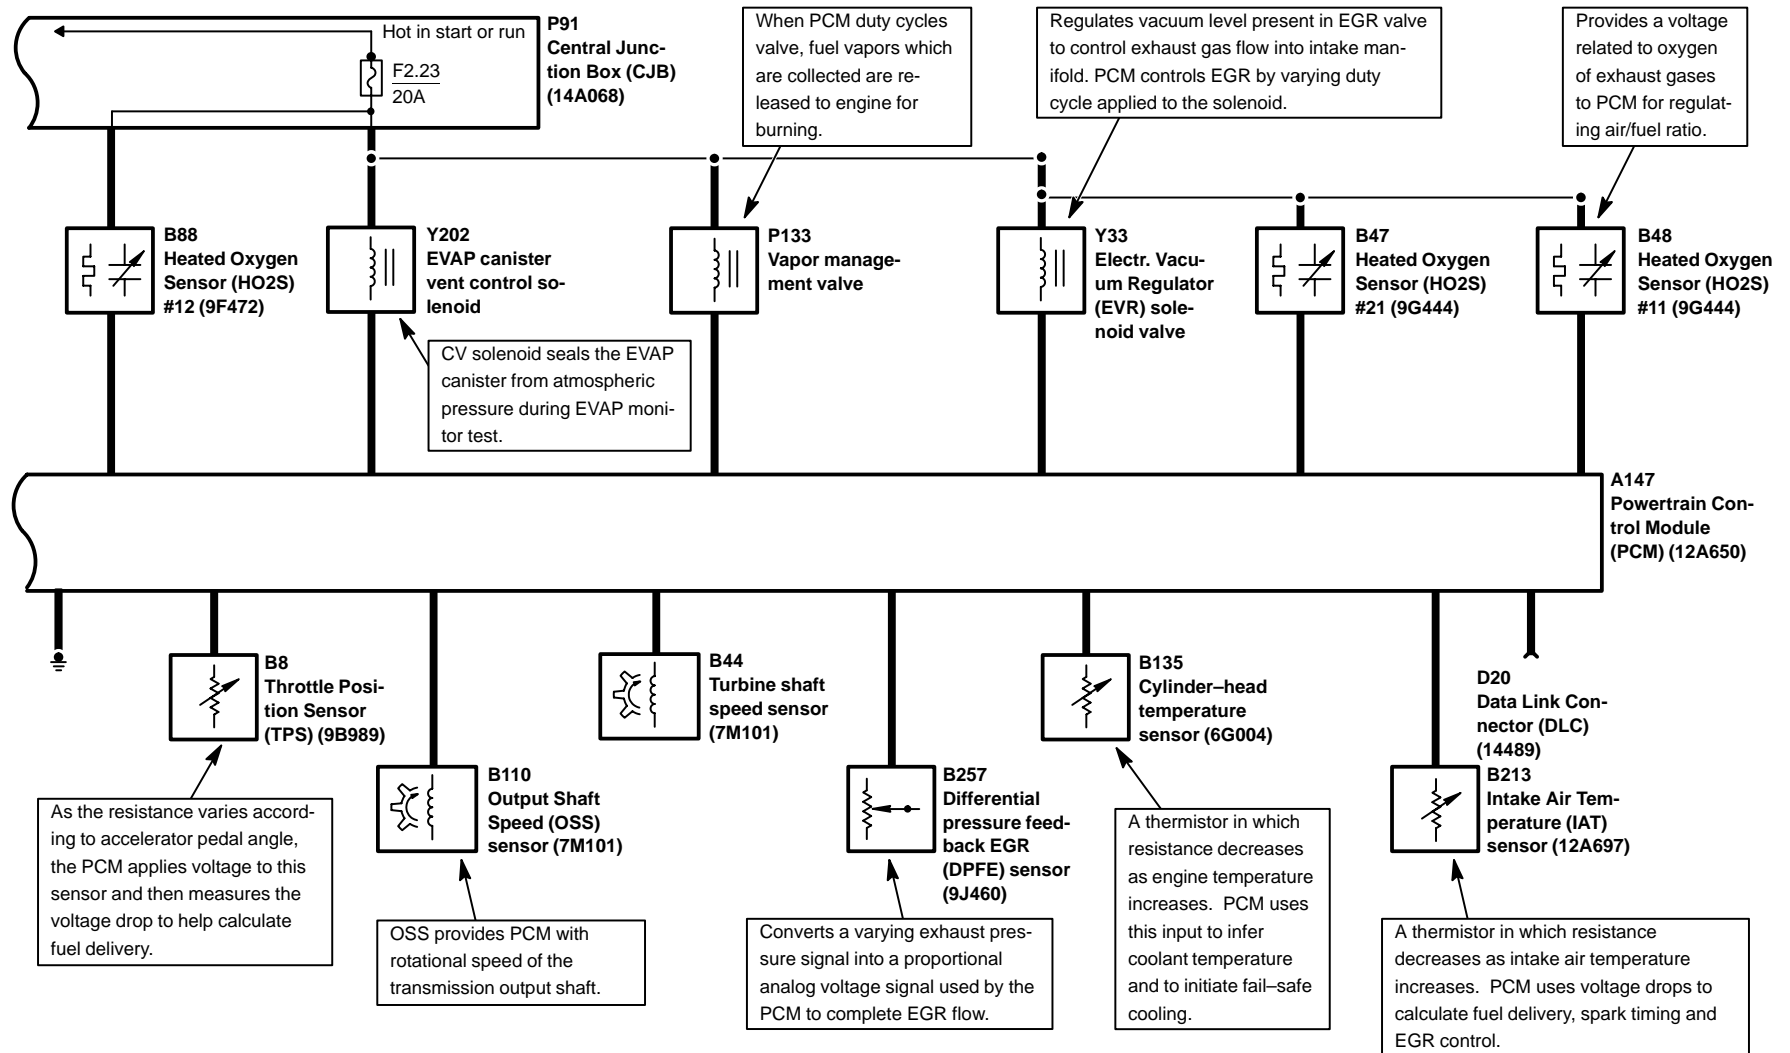 Hot in start or run
F2.23
20A
P91
Central Junc-
tion Box (CJB)
(14A068)
When PCM duty cycles
valve, fuel vapors which
are collected are re-
leased to engine for
burning.
Regulates vacuum level present in EGR valve
to control exhaust gas flow into intake man-
ifold. PCM controls EGR by varying duty
cycle applied to the solenoid.
Provides a voltage
related to oxygen
of exhaust gases
to PCM for regulat-
ing air/fuel ratio.
B88
Heated Oxygen
Sensor (HO2S)
#12 (9F472)
Y202
EVAP canister
vent control so-
lenoid
P133
Vapor manage-
ment valve
Y33
Electr. Vacu-
um Regulator
(EVR) sole-
noid valve
B47
Heated Oxygen
Sensor (HO2S)
#21 (9G444)
B48
Heated Oxygen
Sensor (HO2S)
#11 (9G444)
CV solenoid seals the EVAP
canister from atmospheric
pressure during EVAP moni-
tor test.
A147
Powertrain Con-
trol Module
(PCM) (12A650)
B8
Throttle Posi-
tion Sensor
(TPS) (9B989)
B44
Turbine shaft
speed sensor
(7M101)
B135
Cylinder–head
temperature
sensor (6G004)
D20
Data Link Con-
nector (DLC)
(14489)
B110
Output Shaft
Speed (OSS)
sensor (7M101)
B257
Differential
pressure feed-
back EGR
(DPFE) sensor
(9J460)
B213
Intake Air Tem-
perature (IAT)
sensor (12A697)
As the resistance varies accord-
ing to accelerator pedal angle,
the PCM applies voltage to this
sensor and then measures the
voltage drop to help calculate
fuel delivery.
OSS provides PCM with
rotational speed of the
transmission output shaft.
Converts a varying exhaust pres-
sure signal into a proportional
analog voltage signal used by the
PCM to complete EGR flow.
A thermistor in which
resistance decreases
as engine temperature
increases. PCM uses
this input to infer
coolant temperature
and to initiate fail–safe
cooling.
A thermistor in which resistance
decreases as intake air temperature
increases. PCM uses voltage drops to
calculate fuel delivery, spark timing and
EGR control.